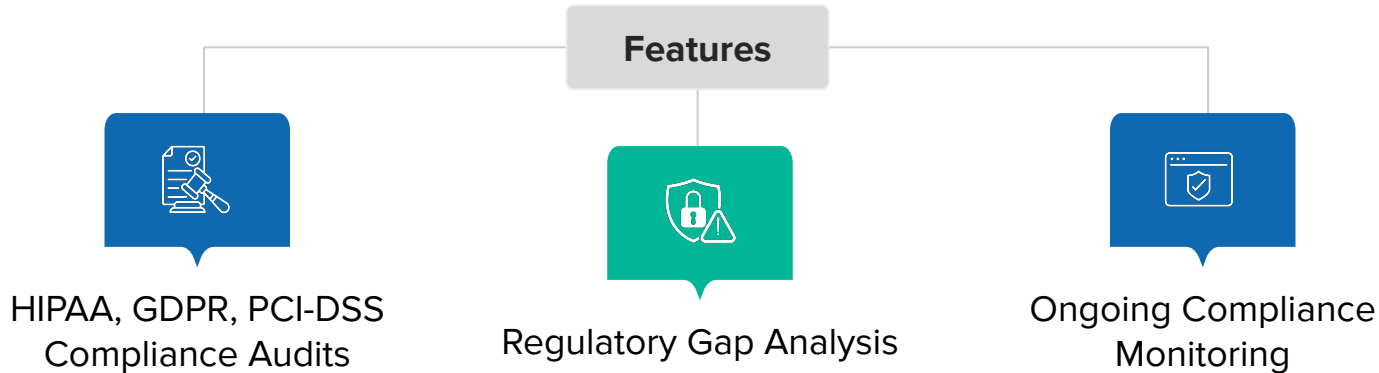 Features
HIPAA, GDPR, PCI-DSS
Compliance Audits
Regulatory Gap Analysis
Ongoing Compliance
Monitoring